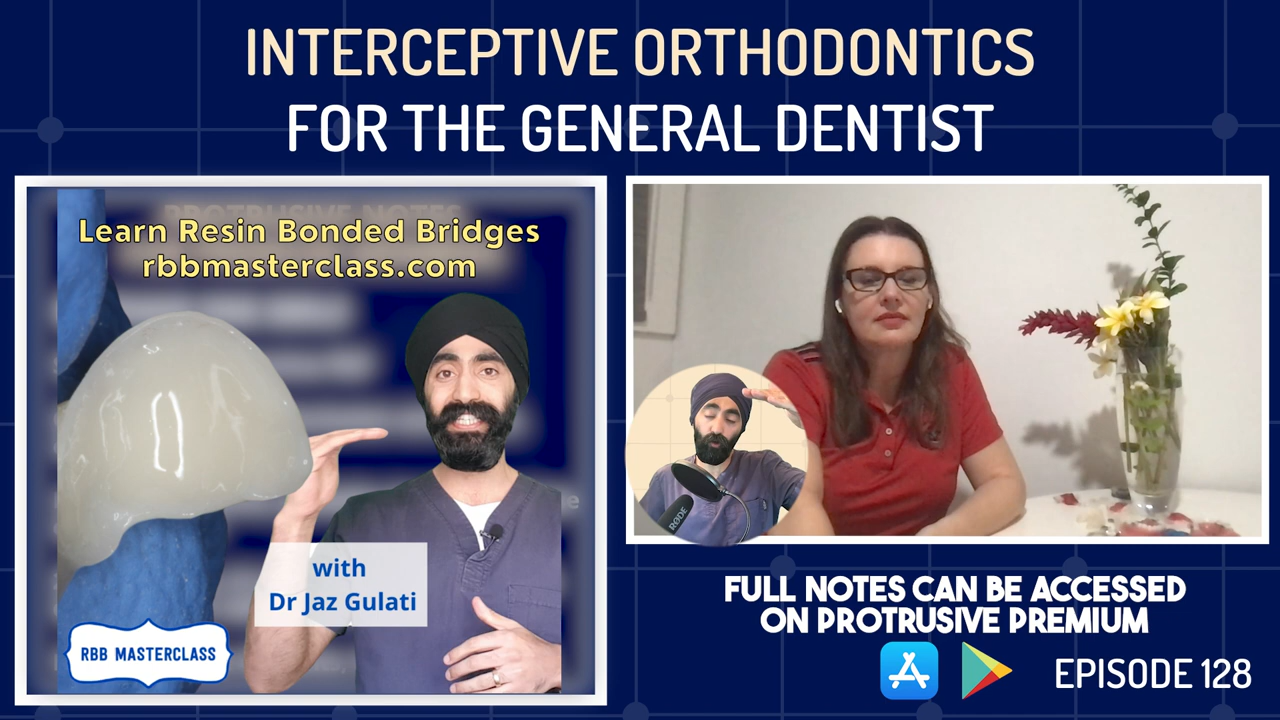 INTERCEPTIVE ORTHODONTICS
FOR THE GENERAL DENTIST
Learn Resin Bonded Bridges
rbbmasterclass.com
with
Dr Jaz Gulati
RBB MASTERCLASS
RØDE
FULL NOTES CAN BE ACCESSED
ON PROTRUSIVE PREMIUM
EPISODE 128